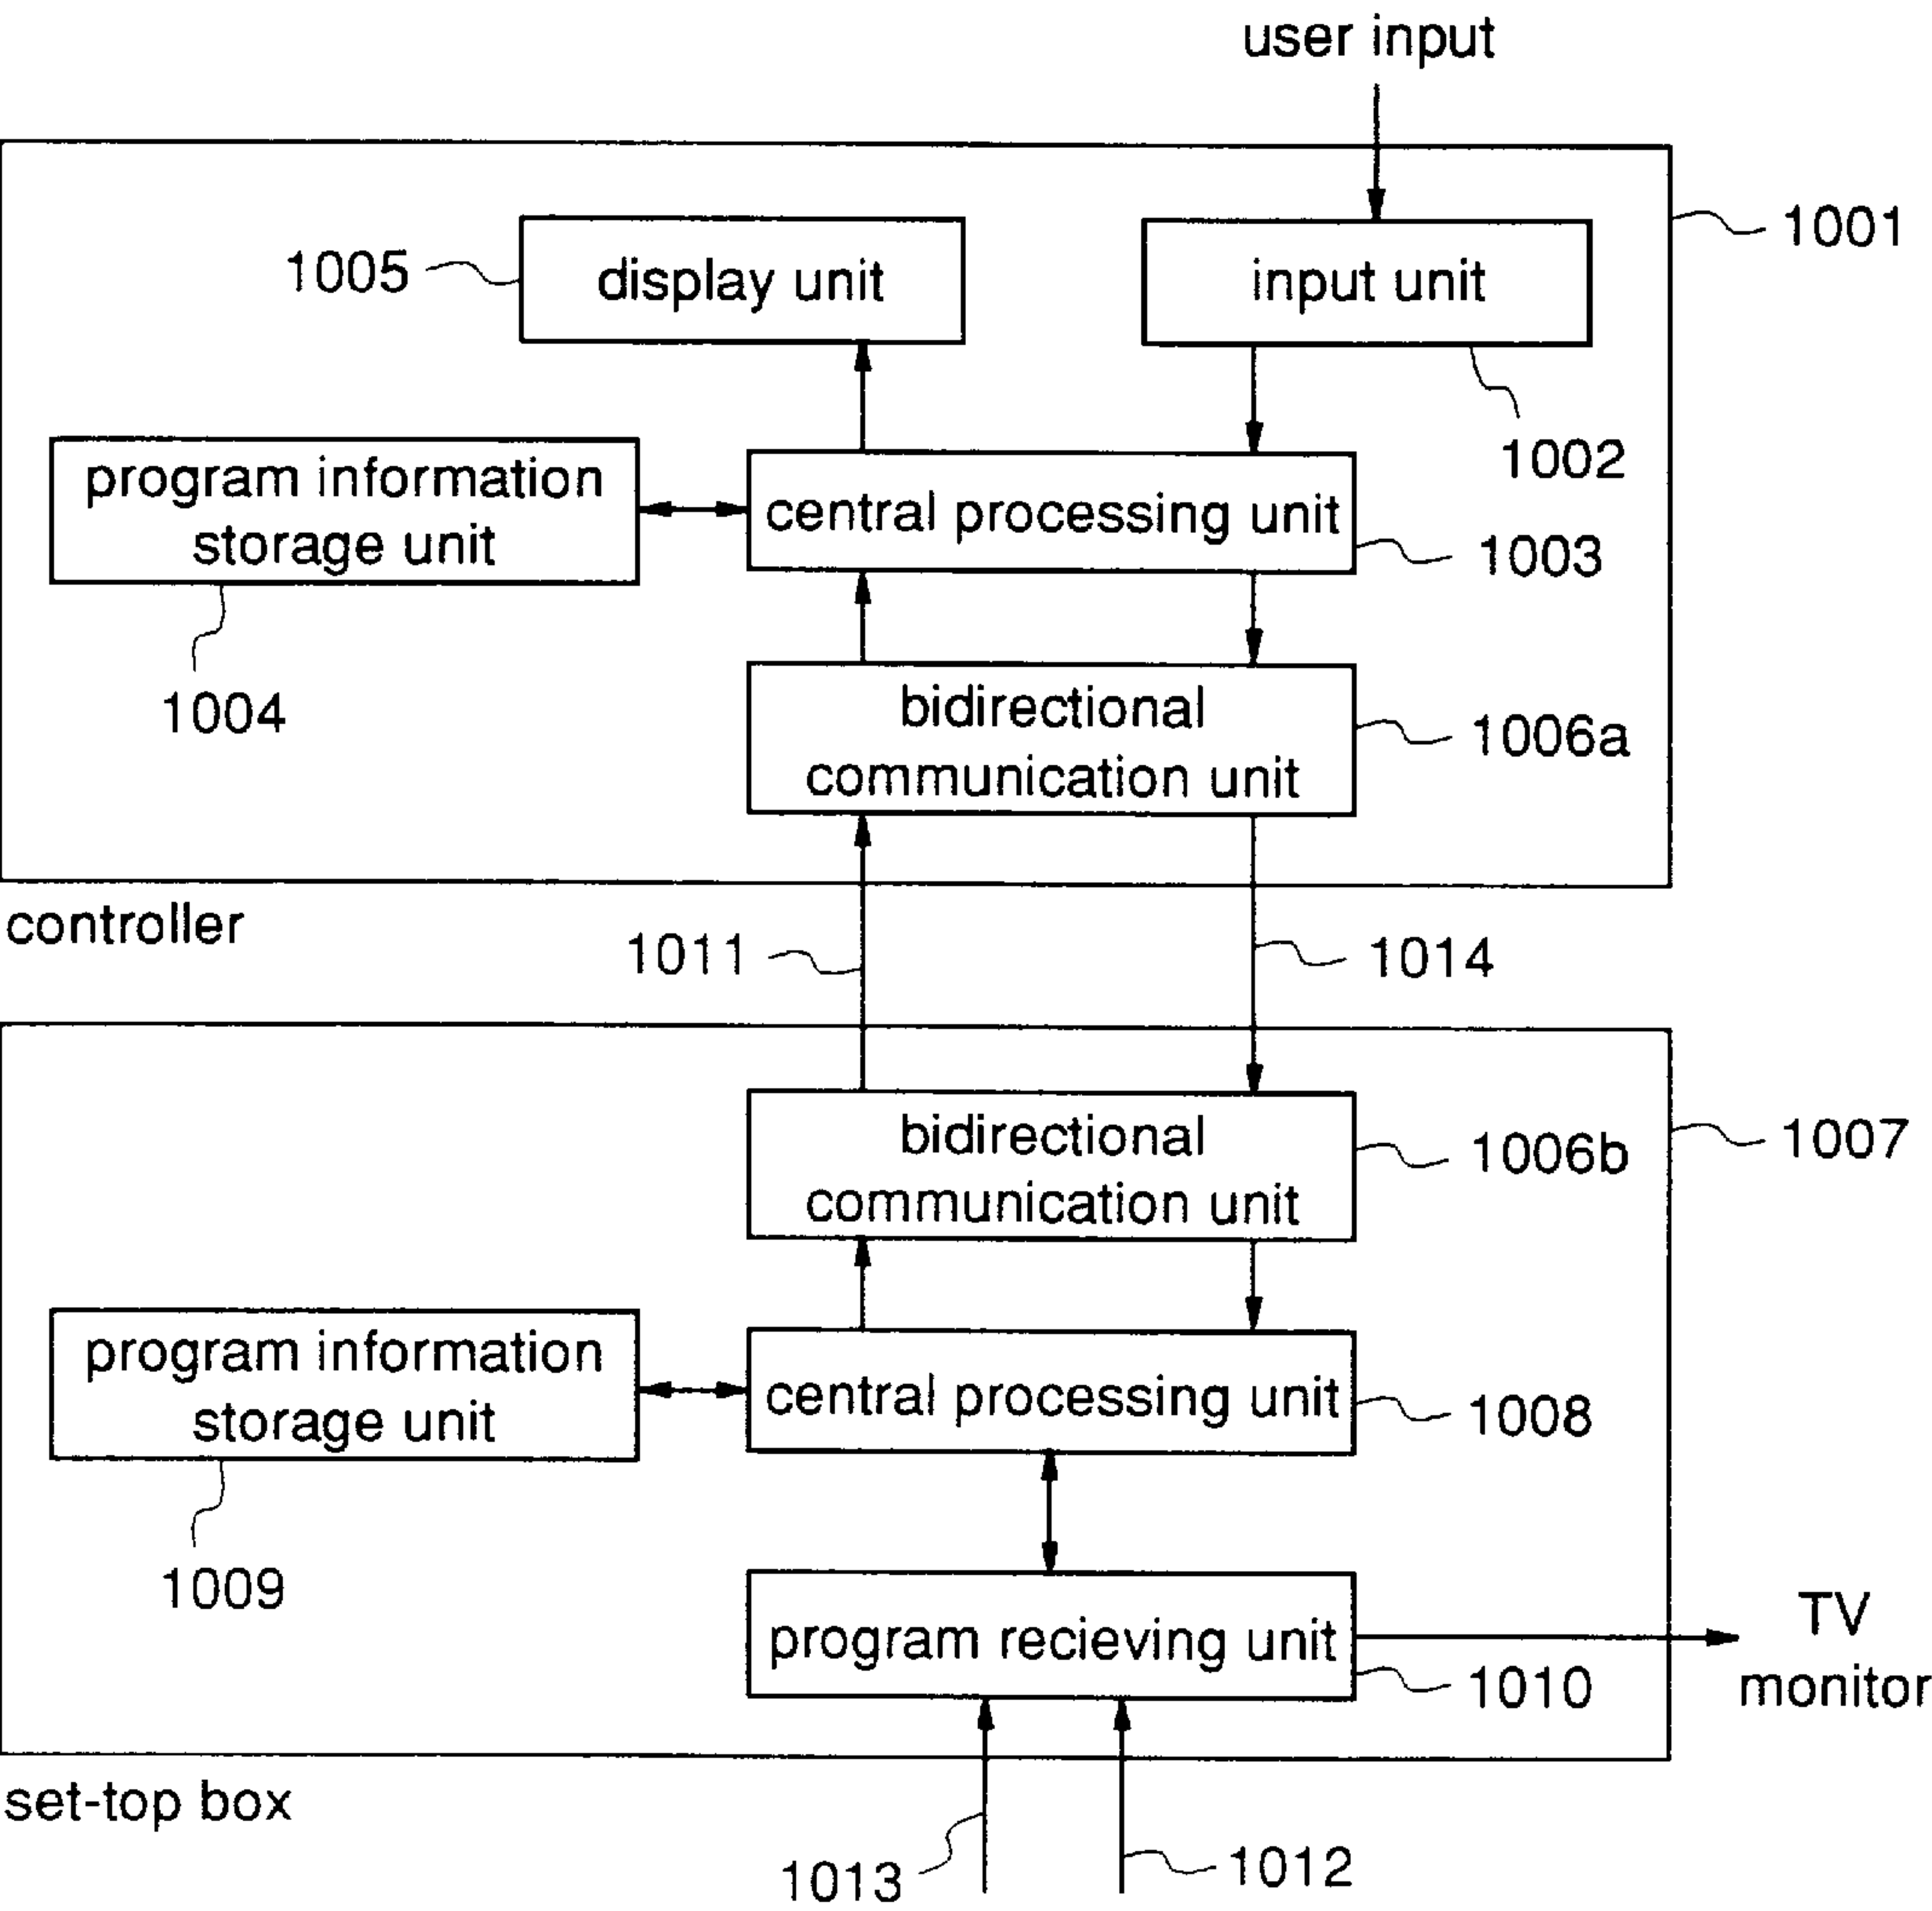 user input
1001
1005
display unit
input unit
1002
program information
storage unit
central processing unit
1003
1004
bidirectional
communication unit
1006a
controller
1011
1014
bidirectional
communication unit
1006b
1007
program information
storage unit
central processing unit
1008
1009
program recieving unit
1010
TV
monitor
set-top box
1013
1012